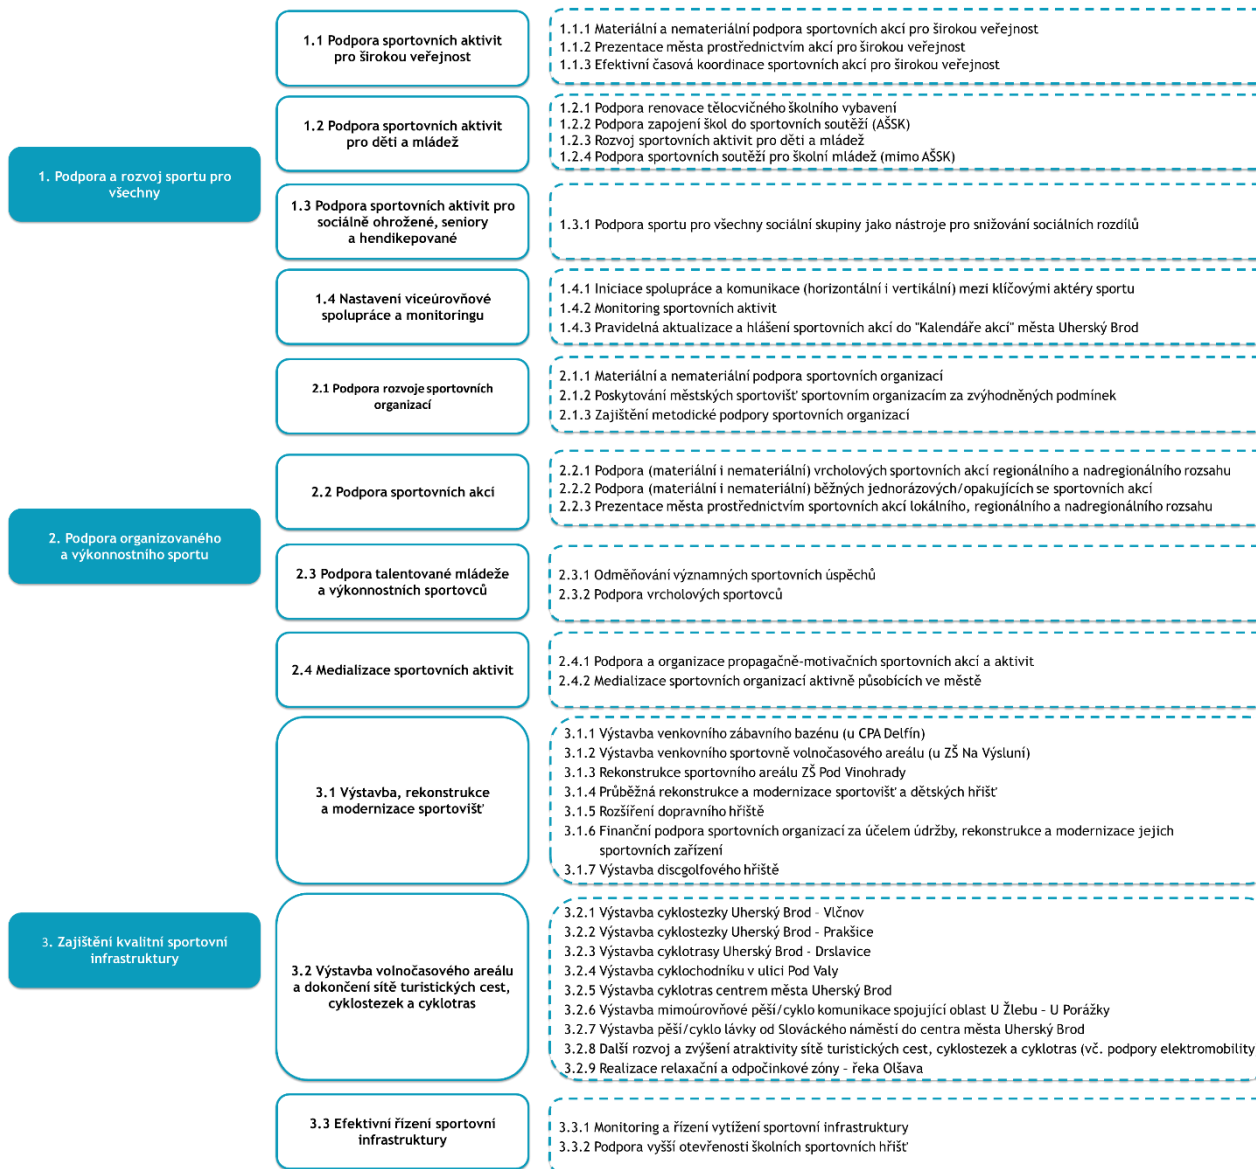 1. Podpora a rozvoj sportu pro
všechny
1.1 Podpora sportovních aktivit
pro širokou veřejnost
1.1.1 Materiální a nemateriální podpora sportovních akcí pro širokou veřejnost
1.1.2 Prezentace města prostřednictvím akcí pro širokou veřejnost
1.1.3 Efektivní časová koordinace sportovních akcí pro širokou veřejnost
1.2 Podpora sportovních aktivit
pro děti a mládež
1.2.1 Podpora renovace tělocvičného školního vybavení
1.2.2 Podpora zapojení škol do sportovních soutěží (AŠSK)
1.2.3 Rozvoj sportovních aktivit pro děti a mládež
1.2.4 Podpora sportovních soutěží pro školní mládež (mimo AŠSK)
1.3 Podpora sportovních aktivit pro
sociálně ohrožené, seniory
a hendikepované
1.3.1 Podpora sportu pro všechny sociální skupiny jako nástroje pro snižování sociálních rozdílů
1.4 Nastavení víceúrovňové
spolupráce a monitoringu
1.4.1 Iniciace spolupráce a komunikace (horizontální i vertikální) mezi klíčovými aktéry sportu
1.4.2 Monitoring sportovních aktivit
1.4.3 Pravidelná aktualizace a hlášení sportovních akcí do "Kalendáře akcí" města Uherský Brod
2. Podpora organizovaného
a výkonnostního sportu
2.1 Podpora rozvoje sportovních
organizací
2.1.1 Materiální a nemateriální podpora sportovních organizací
2.1.2 Poskytování městských sportovišť sportovním organizacím za zvýhodněných podmínek
2.1.3 Zajištění metodické podpory sportovních organizací
2.2 Podpora sportovních akcí
2.2.1 Podpora (materiální i nemateriální) vrcholových sportovních akcí regionálního a nadregionálního rozsahu
2.2.2 Podpora (materiální i nemateriální) běžných jednorázových/opakujících se sportovních akcí
2.2.3 Prezentace města prostřednictvím sportovních akcí lokálního, regionálního a nadregionálního rozsahu
2.3 Podpora talentované mládeže
a výkonnostních sportovců
2.3.1 Odměňování významných sportovních úspěchů
2.3.2 Podpora vrcholových sportovců
2.4 Medializace sportovních aktivit
2.4.1 Podpora a organizace propagačně-motivačních sportovních akcí a aktivit
2.4.2 Medializace sportovních organizací aktivně působících ve městě
3. Zajištění kvalitní sportovní
infrastruktury
3.1 Výstavba, rekonstrukce
a modernizace sportovišť
3.1.1 Výstavba venkovního zábavního bazénu (u CPA Delfín)
3.1.2 Výstavba venkovního sportovně volnočasového areálu (u ZŠ Na Výsluní)
3.1.3 Rekonstrukce sportovního areálu ZŠ Pod Vinohrady
3.1.4 Průběžná rekonstrukce a modernizace sportovišť a dětských hřišť
3.1.5 Rozšíření dopravního hřiště
3.1.6 Finanční podpora sportovních organizací za účelem údržby, rekonstrukce a modernizace jejich
sportovních zařízení
3.1.7 Výstavba discgolfového hřiště
3.2 Výstavba volnočasového areálu
a dokončení sítě turistických cest,
cyklostezek a cyklotras
3.2.1 Výstavba cyklostezky Uherský Brod – Vlčnov
3.2.2 Výstavba cyklostezky Uherský Brod – Prakšice
3.2.3 Výstavba cyklotrasy Uherský Brod - Drslavice
3.2.4 Výstavba cyklochodníku v ulici Pod Valy
3.2.5 Výstavba cyklotras centrem města Uherský Brod
3.2.6 Výstavba mimoúrovňové pěší/cyklo komunikace spojující oblast U Žlebu – U Porážky
3.2.7 Výstavba pěší/cyklo lávky od Slováckého náměstí do centra města Uherský Brod
3.2.8 Další rozvoj a zvýšení atraktivity sítě turistických cest, cyklostezek a cyklotras (vč. podpory elektromobility
3.2.9 Realizace relaxační a odpočinkové zóny – řeka Olšava
3.3 Efektivní řízení sportovní
infrastruktury
3.3.1 Monitoring a řízení vytížení sportovní infrastruktury
3.3.2 Podpora vyšší otevřenosti školních sportovních hřišť